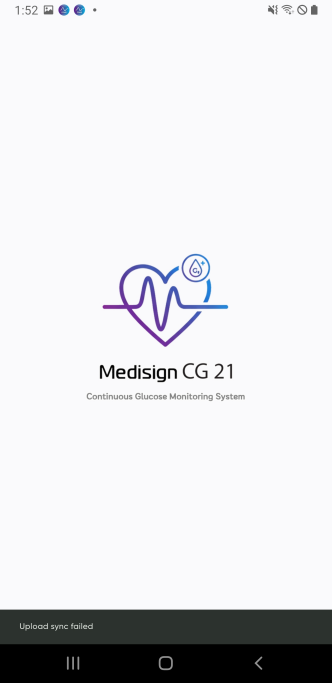 1:52
Medisign CG 21
Continuous Glucose Monitoring System
Upload sync failed